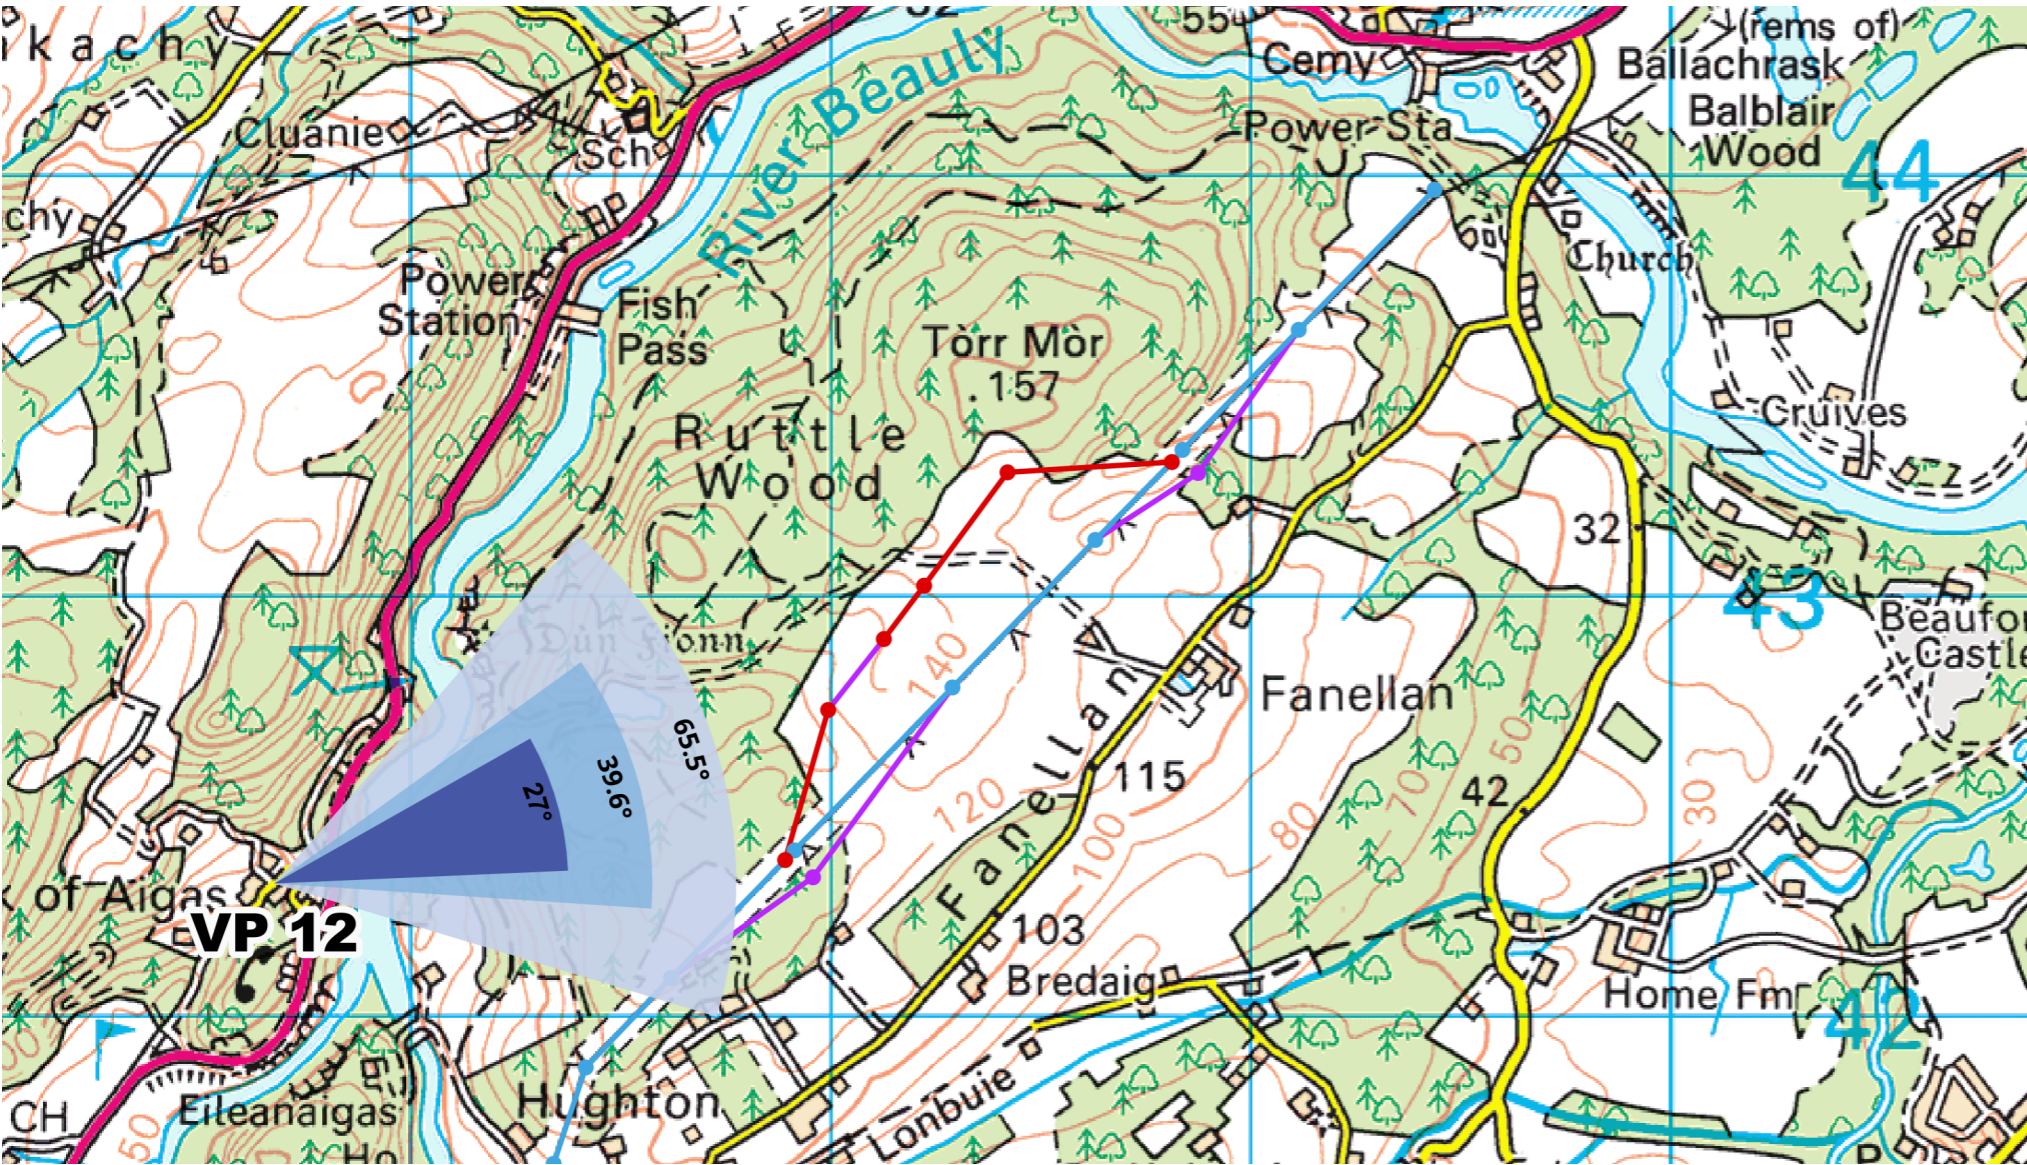 kachy
Cluanie
Sch
River Beauly
55
Cemy
(rems of)
Ballachrask
Balblair
Wood
44
Power Sta
chy
Church
Power
Station
Fish
Pass
Tòrr Mòr
.157
Ruttle
Wood
Cruives
32
43
Dùn Fionn
Beaufor
Castle
140
Fanellan
Fanellan
65.5°
39.6°
27°
115
120
100
80
70
50
42
30
k of Aigas
VP 12
103
Bredaig
Home Fm
42
Hughton
Lonbuie
Eileanaigas
Ho
CH
50